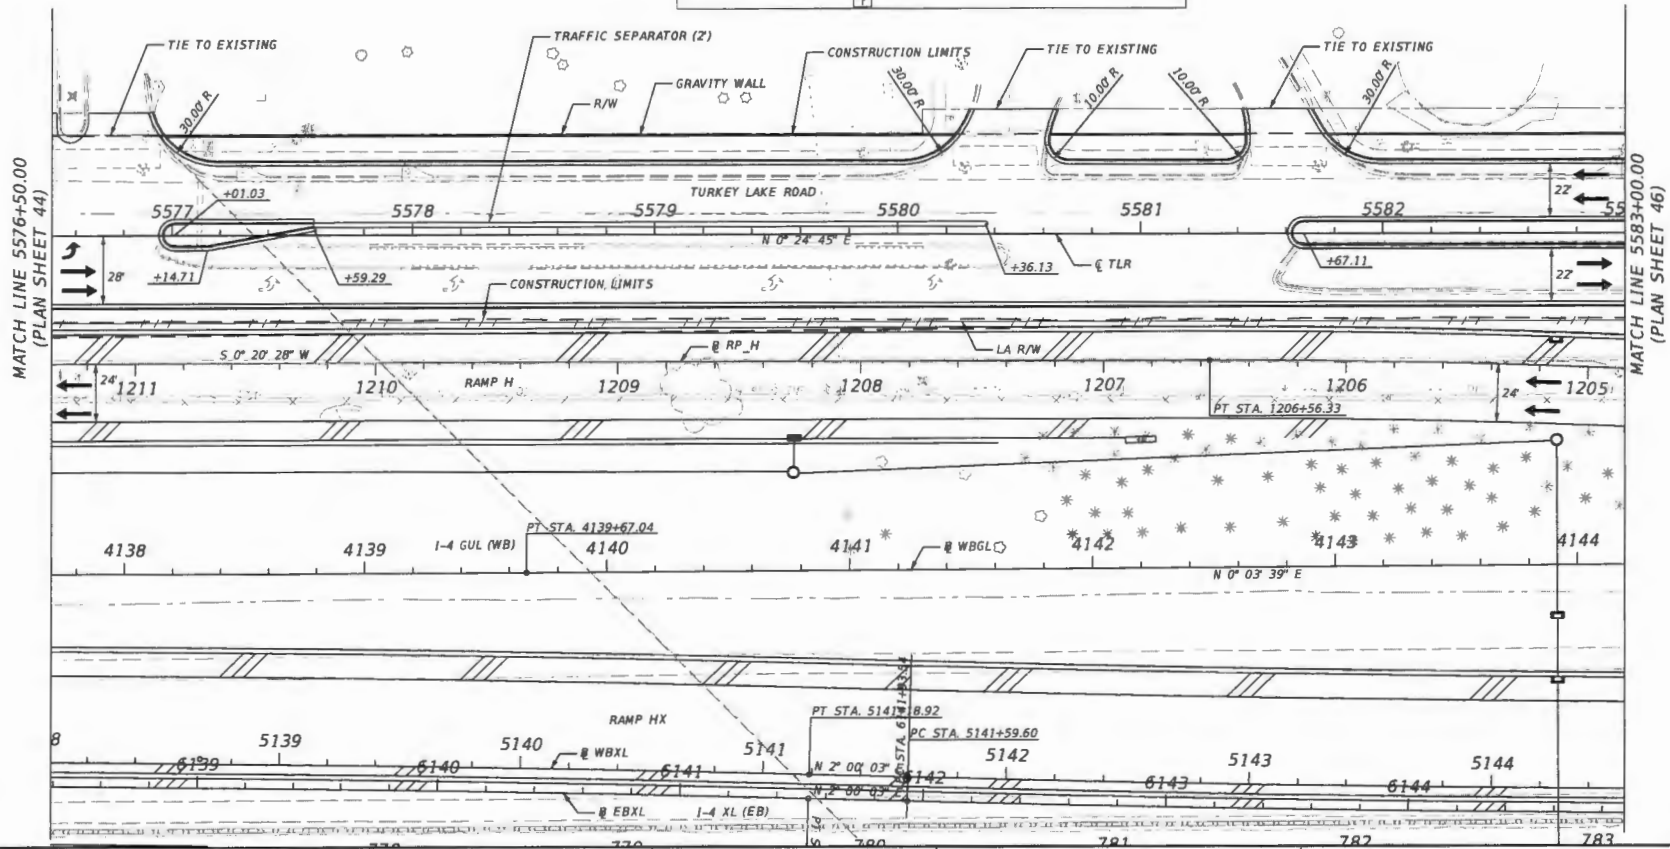 TIE TO EXISTING
TRAFFIC SEPARATOR (2')
CONSTRUCTION LIMITS
TIE TO EXISTING
TIE TO EXISTING
GRAVITY WALL
R/W
30.00' R
30.00' R
10.00' R
10.00' R
30.00' R
MATCH LINE 5576+50.00
(PLAN SHEET 44)
MATCH LINE 5583+00.00
(PLAN SHEET 46)
TURKEY LAKE ROAD
+01.03
22'
5577
5578
5579
5580
5581
5582
55
N 0° 24' 45" E
28'
+14.71
+59.29
+36.13
℄ TLR
+67.11
22'
CONSTRUCTION LIMITS
S 0° 20' 28" W
RP_H
LA R/W
24'
1211
1210
RAMP H
1209
1208
1207
1206
24'
1205
PT STA. 1206+56.33
PT STA. 4139+67.04
4138
4139
I-4 GUL (WB)
4140
4141
WBGL
4142
4143
4144
N 0° 03' 39" E
RAMP HX
PT STA. 5141+18.92
PC STA. 5141+59.60
8
5139
5140
5141
5142
5143
5144
WBXL
6139
6140
6141
N 2° 00' 03"
6142
6143
6144
N 2° 00' 03" E
EBXL
I-4 XL (EB)
779
780
781
782
783